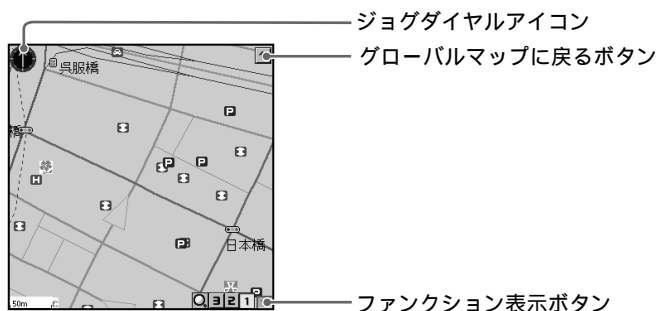 ジョグダイヤルアイコン
グローバルマップに戻るボタン
呉服橋
P
橋
P
P
H
日本橋
P
50m
3 2 1
ファンクション表示ボタン